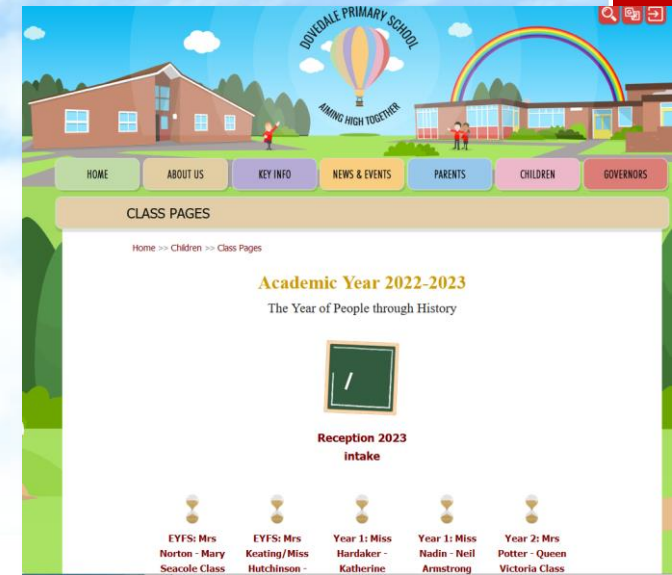 DOVEDALE PRIMARY SCHOOL
AIMING HIGH TOGETHER
HOME
ABOUT US
KEY INFO
NEWS & EVENTS
PARENTS
CHILDREN
GOVERNORS
CLASS PAGES
Home >> Children >> Class Pages
Academic Year 2022-2023
The Year of People through History
Reception 2023
intake
EYFS: Mrs
Norton - Mary
Seacole Class
EYFS: Mrs
Keating/Miss
Hutchinson -
Year 1: Miss
Hardaker -
Katherine
Year 1: Miss
Nadin - Neil
Armstrong
Year 2: Mrs
Potter - Queen
Victoria Class